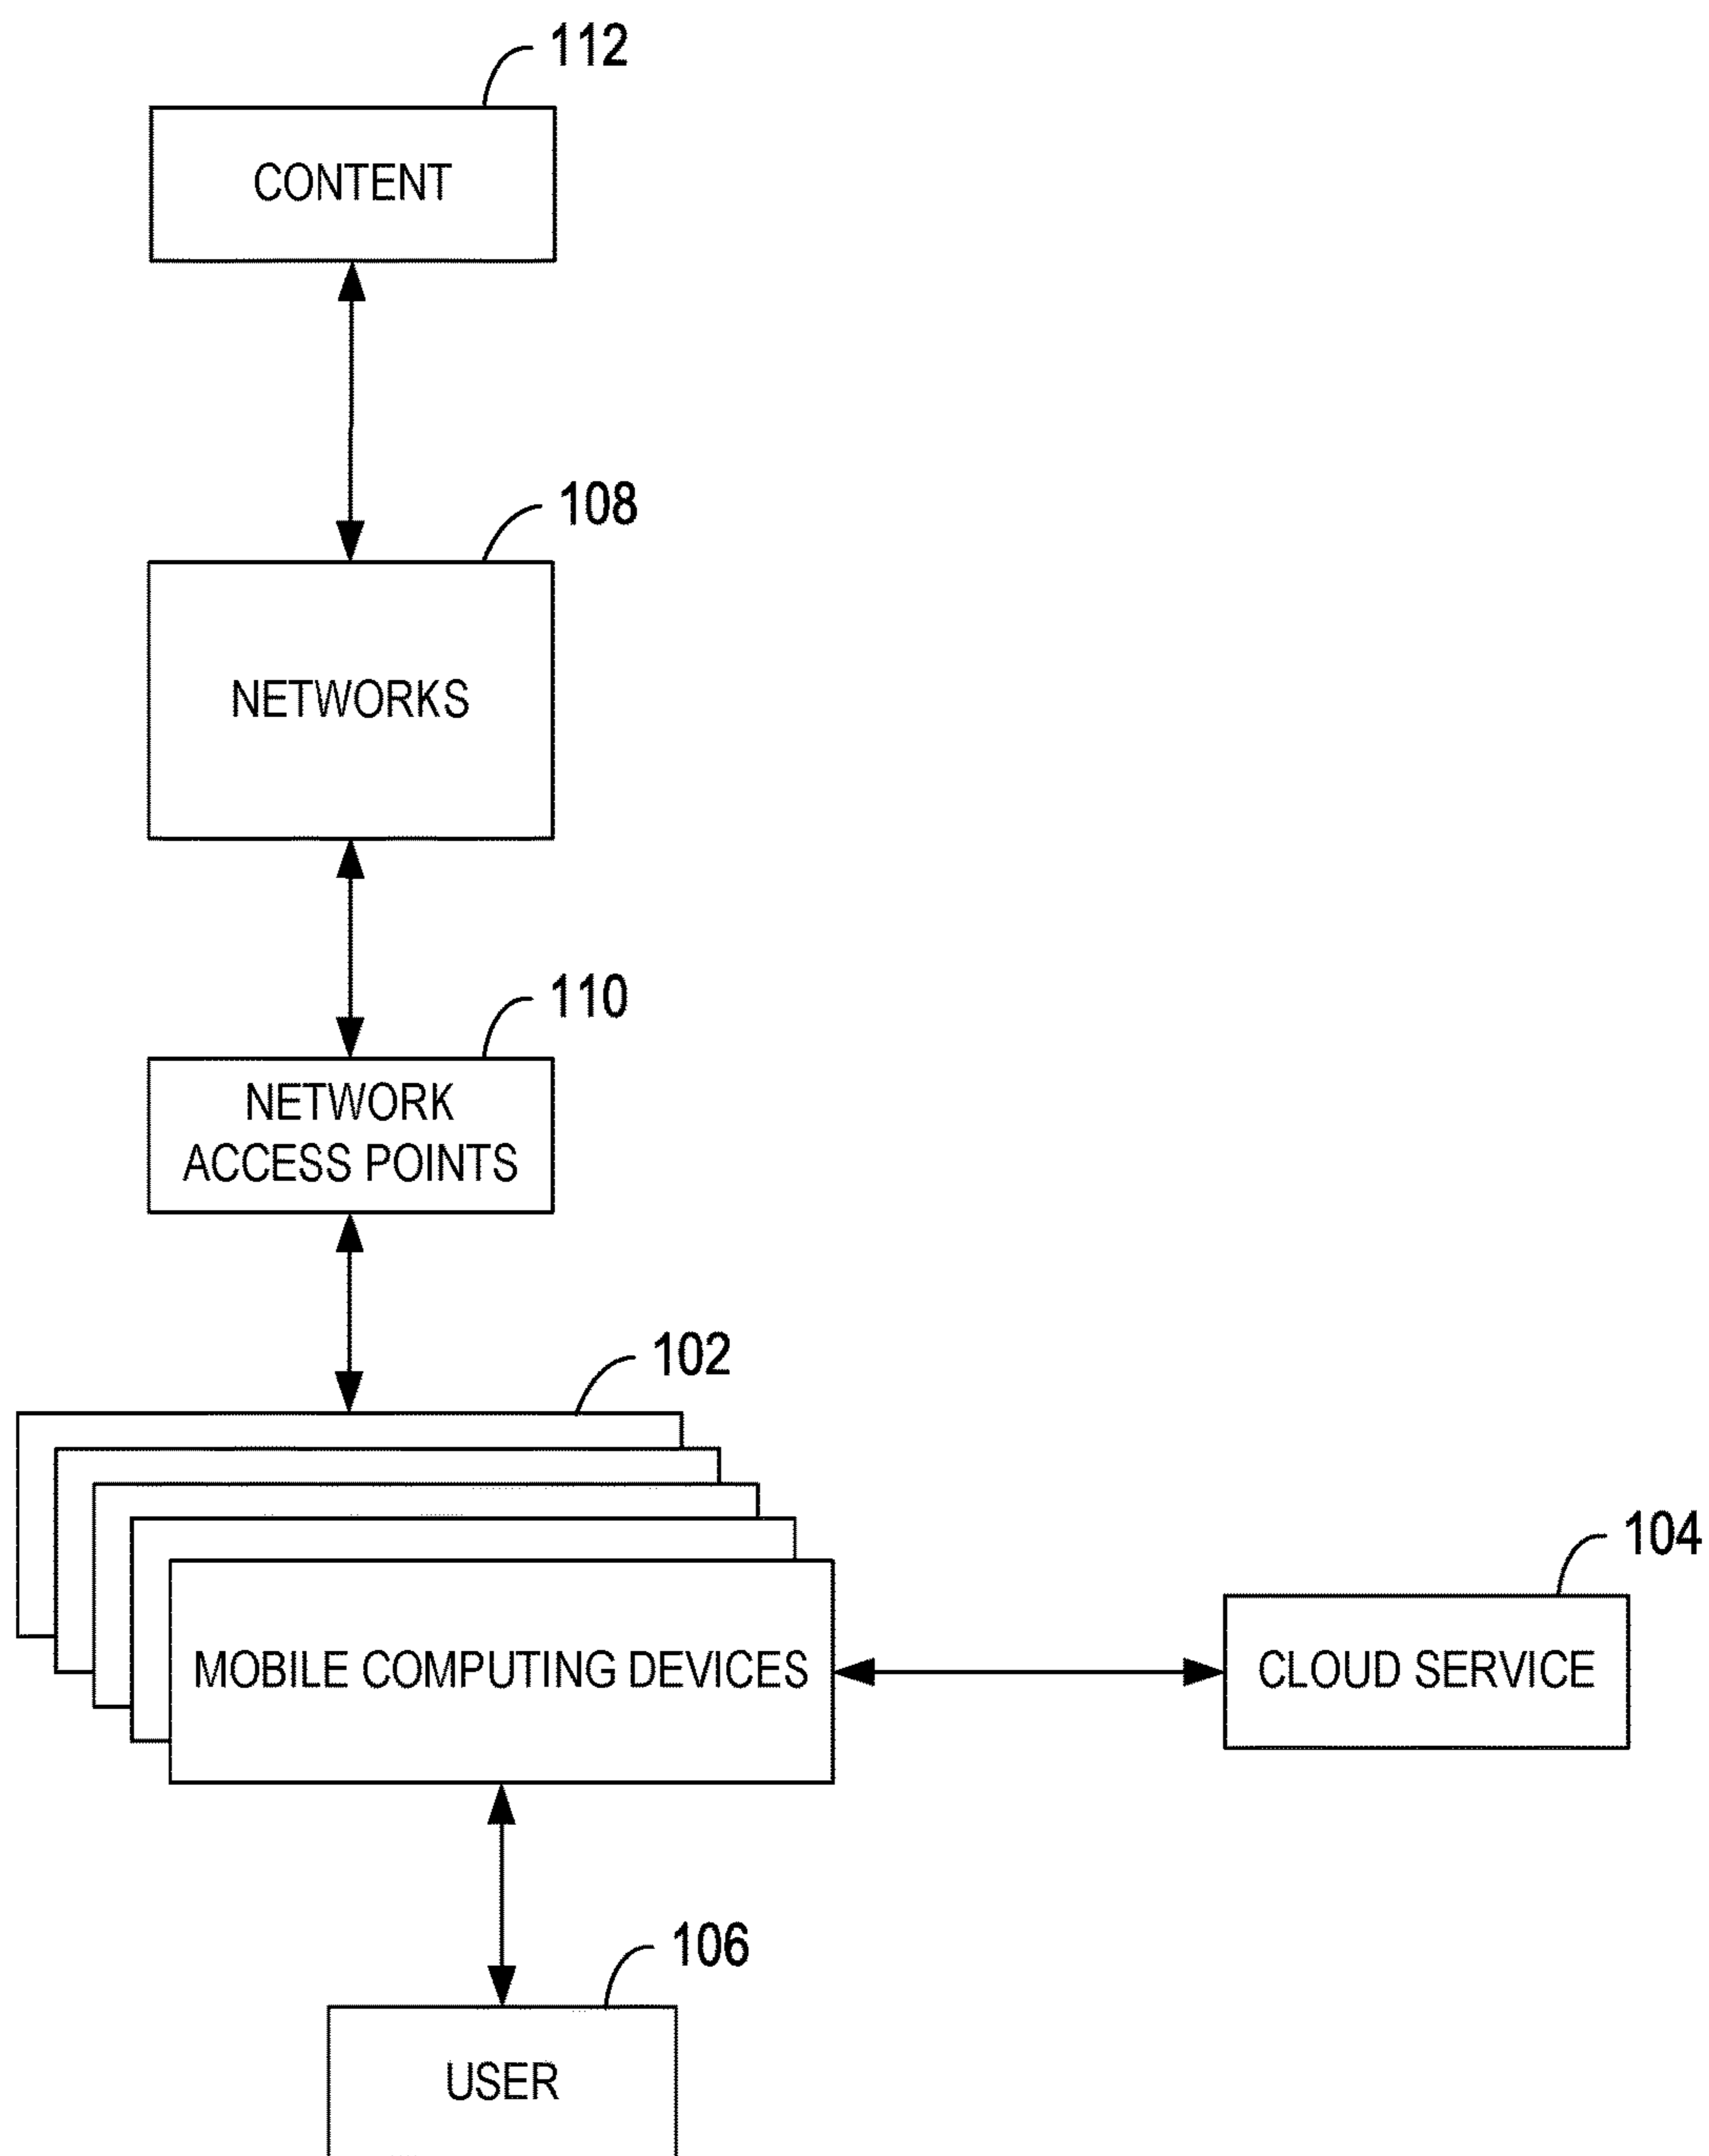 112
CONTENT
108
NETWORKS
110
NETWORK
ACCESS POINTS
102
104
MOBILE COMPUTING DEVICES
CLOUD SERVICE
106
USER